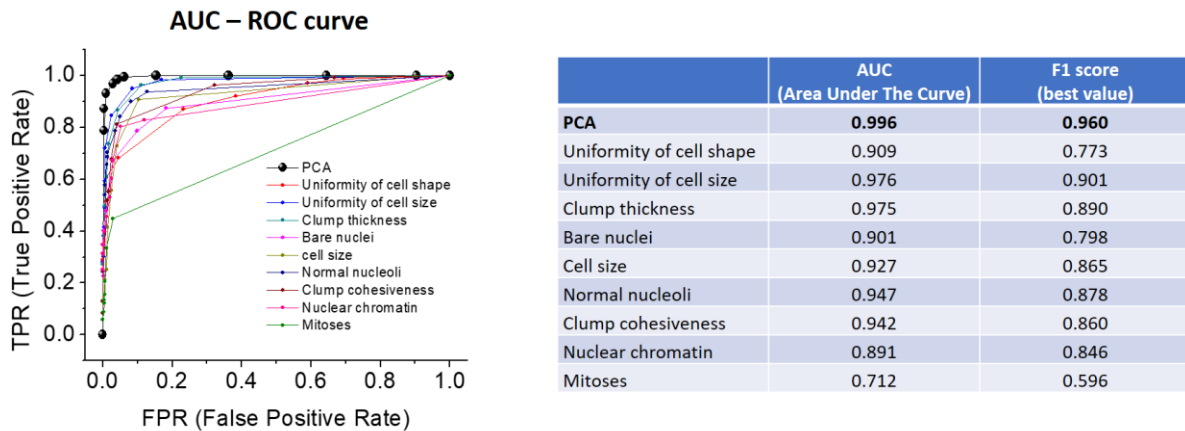 AUC – ROC curve
TPR (True Positive Rate)
1.0
0.8
0.6
0.4
0.2
0.0
PCA
Uniformity of cell shape
Uniformity of cell size
Clump thickness
Bare nuclei
cell size
Normal nucleoli
Clump cohesiveness
Nuclear chromatin
Mitoses
0.0 0.2 0.4 0.6 0.8 1.0
FPR (False Positive Rate)
AUC F1 score
(Area Under The Curve) (best value)
PCA 0.996 0.960
Uniformity of cell shape 0.909 0.773
Uniformity of cell size 0.976 0.901
Clump thickness 0.975 0.890
Bare nuclei 0.901 0.798
Cell size 0.927 0.865
Normal nucleoli 0.947 0.878
Clump cohesiveness 0.942 0.860
Nuclear chromatin 0.891 0.846
Mitoses 0.712 0.596